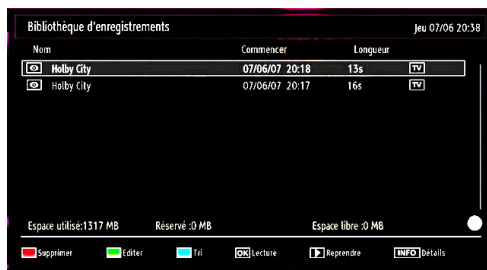 Bibliothèque d'enregistrements Jeu 07/06 20:38
Nom Commencer Longueur
Holby City 07/06/07 20:18 13s TV
Holby City 07/06/07 20:17 16s TV
Espace utilisé:1317 MB Réservé :0 MB Espace libre :0 MB
Supprimer Editer Tri OK Lecture Reprendre INFO Détails